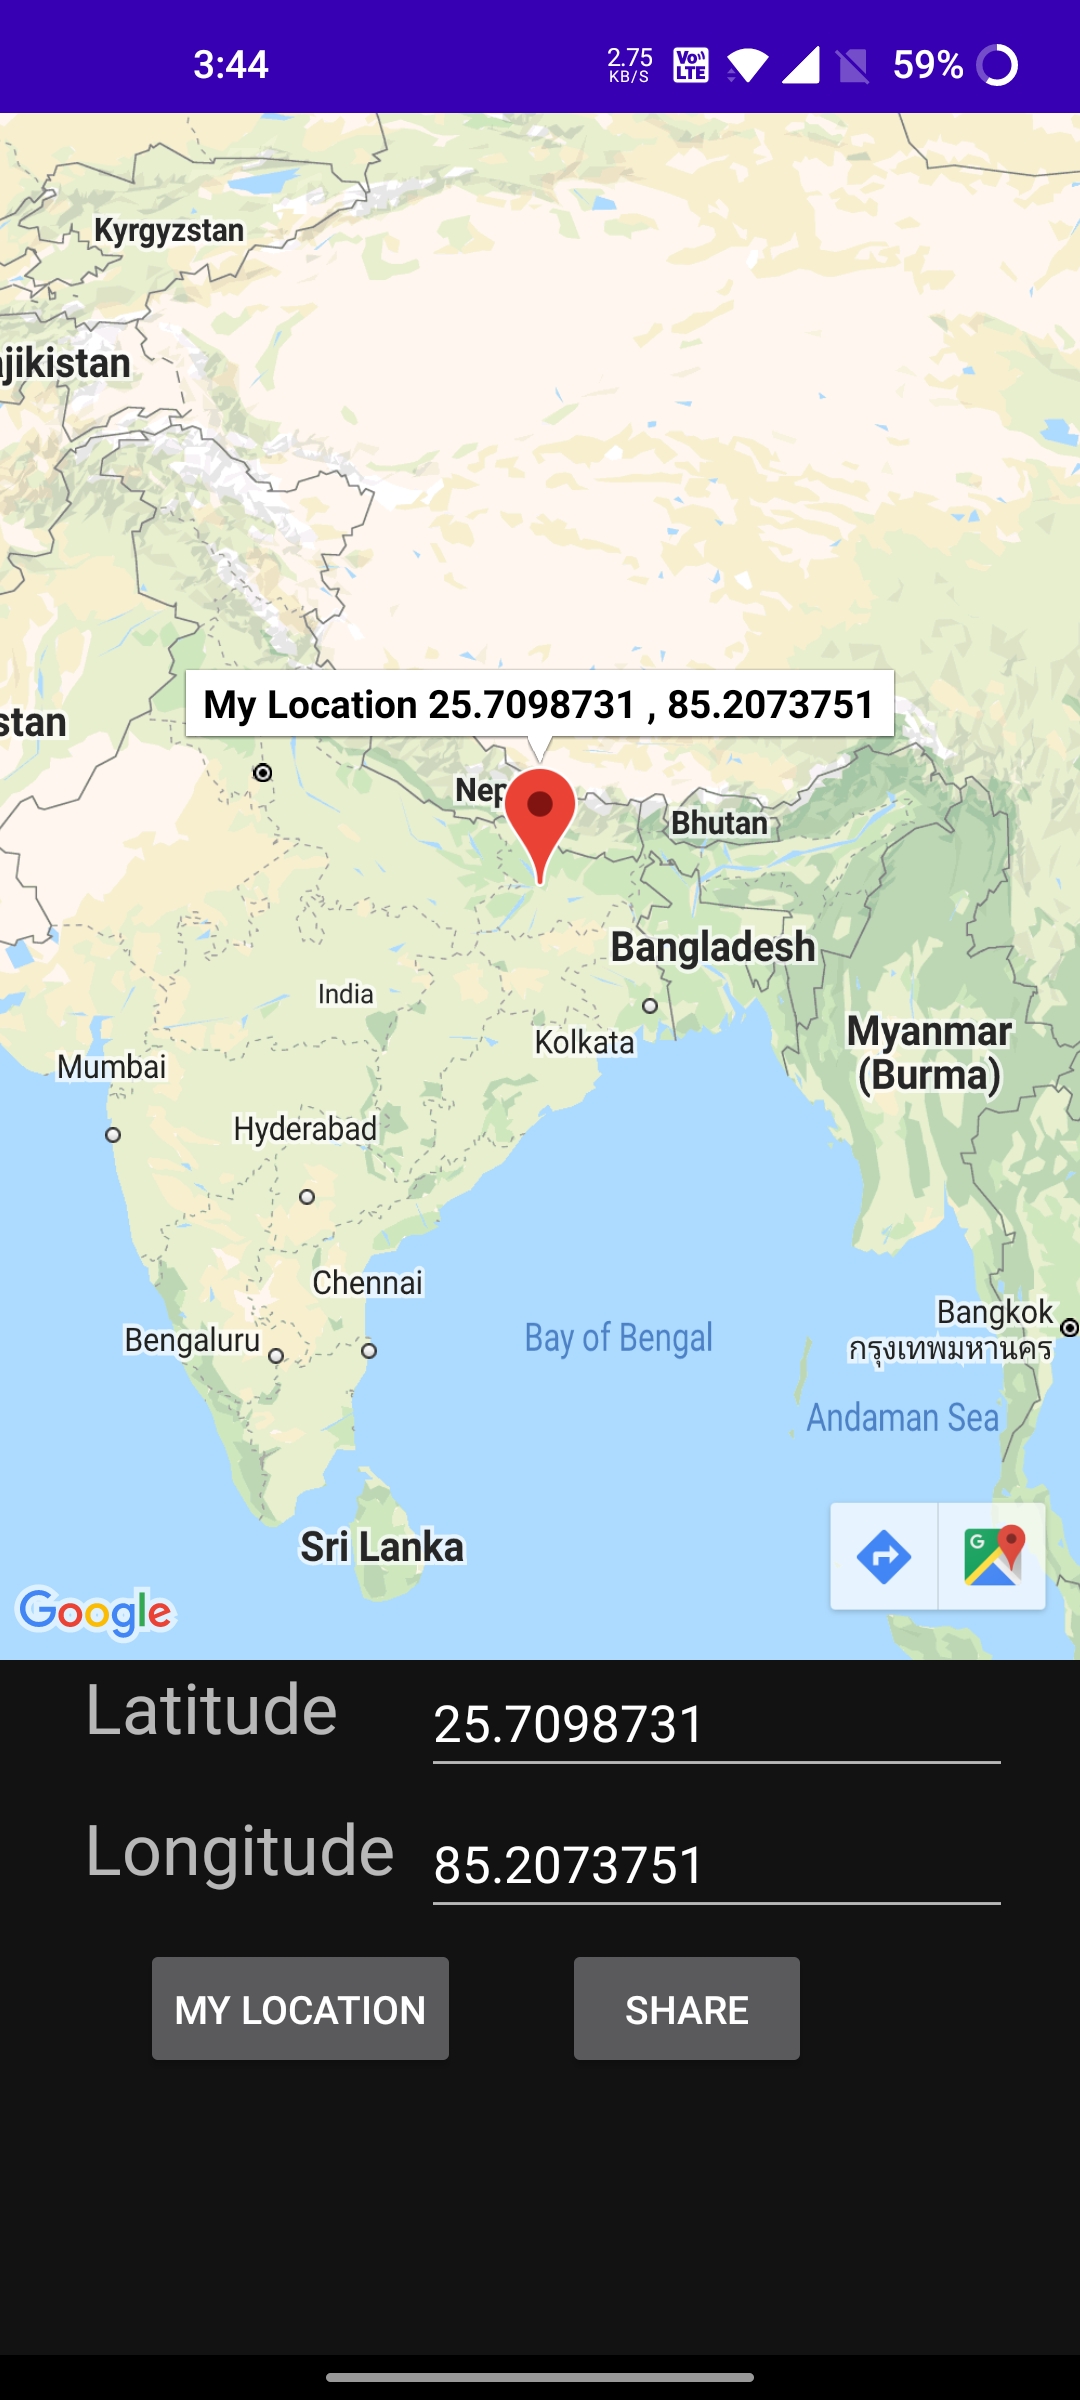 3:44
2.75
KB/S
Vo))
LTE
59%
Kyrgyzstan
ajikistan
My Location 25.7098731 , 85.2073751
stan
Nep
Bhutan
Bangladesh
India
Kolkata
Myanmar
(Burma)
Mumbai
Hyderabad
Chennai
Bengaluru
Bay of Bengal
Bangkok
กรุงเทพมหานคร
Andaman Sea
Sri Lanka
G
Google
Latitude
25.7098731
Longitude
85.2073751
MY LOCATION
SHARE